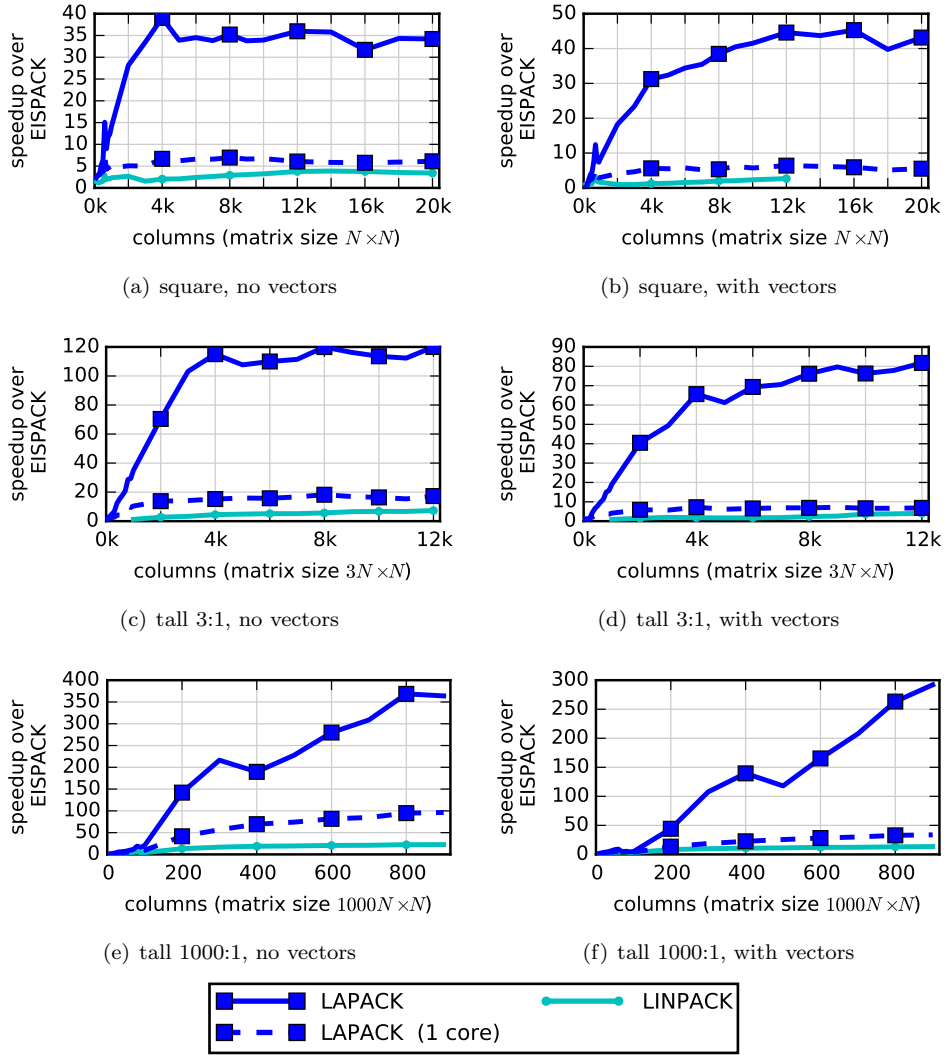 speedup over
EISPACK
40
35
30
25
20
15
10
5
0
0k 4k 8k 12k 16k 20k
columns (matrix size N×N)
(a) square, no vectors
speedup over
EISPACK
50
40
30
20
10
0
0k 4k 8k 12k 16k 20k
columns (matrix size N×N)
(b) square, with vectors
speedup over
EISPACK
120
100
80
60
40
20
0
0k 4k 8k 12k
columns (matrix size 3N×N)
(c) tall 3:1, no vectors
speedup over
EISPACK
90
80
70
60
50
40
30
20
10
0
0k 4k 8k 12k
columns (matrix size 3N×N)
(d) tall 3:1, with vectors
speedup over
EISPACK
400
350
300
250
200
150
100
50
0
0 200 400 600 800
columns (matrix size 1000N×N)
(e) tall 1000:1, no vectors
speedup over
EISPACK
300
250
200
150
100
50
0
0 200 400 600 800
columns (matrix size 1000N×N)
(f) tall 1000:1, with vectors
LAPACK
LAPACK (1 core)
LINPACK